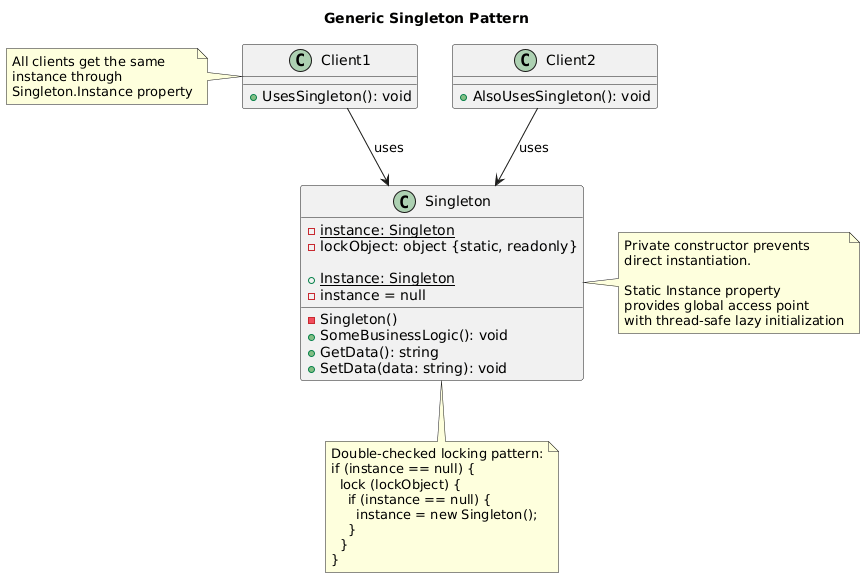 Generic Singleton Pattern
All clients get the same
instance through
Singleton.Instance property
C Client1
UsesSingleton(): void
C Client2
AlsoUsesSingleton(): void
uses
uses
C Singleton
instance: Singleton
lockObject: object {static, readonly}
Instance: Singleton
instance = null
Singleton()
SomeBusinessLogic(): void
GetData(): string
SetData(data: string): void
Private constructor prevents
direct instantiation.
Static Instance property
provides global access point
with thread-safe lazy initialization
Double-checked locking pattern:
if (instance == null) {
  lock (lockObject) {
    if (instance == null) {
      instance = new Singleton();
    }
  }
}